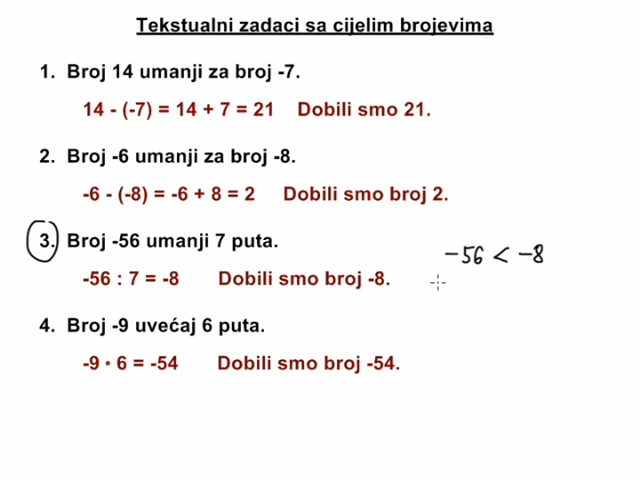 Tekstualni zadaci sa cijelim brojevima
1. Broj 14 umanji za broj -7.
14 - (-7) = 14 + 7 = 21 Dobili smo 21.
2. Broj -6 umanji za broj -8.
-6 - (-8) = -6 + 8 = 2 Dobili smo broj 2.
3. Broj -56 umanji 7 puta.
-56 < -8
-56 : 7 = -8 Dobili smo broj -8.
4. Broj -9 uvećaj 6 puta.
-9 • 6 = -54 Dobili smo broj -54.